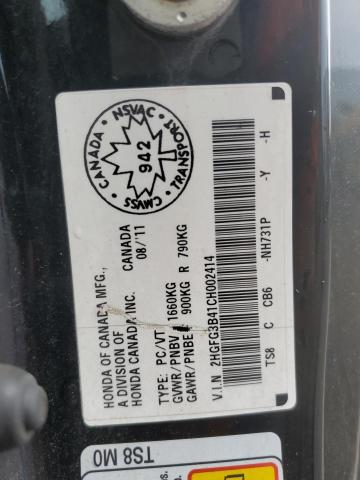 HONDA OF CANADA MFG.,
A DIVISION OF
HONDA CANADA INC.
CANADA
08/'11
TYPE: PC/VT
GVWR/PNBV 1660KG
GAWR/PNBE F 900KG R 790KG
V.I.N. 2HGFG3B41CH002414
TS8 C CB6 -NH731P -Y -H
CANADA NSVAC TRANSPORT CMVSS
942
TS8 M0